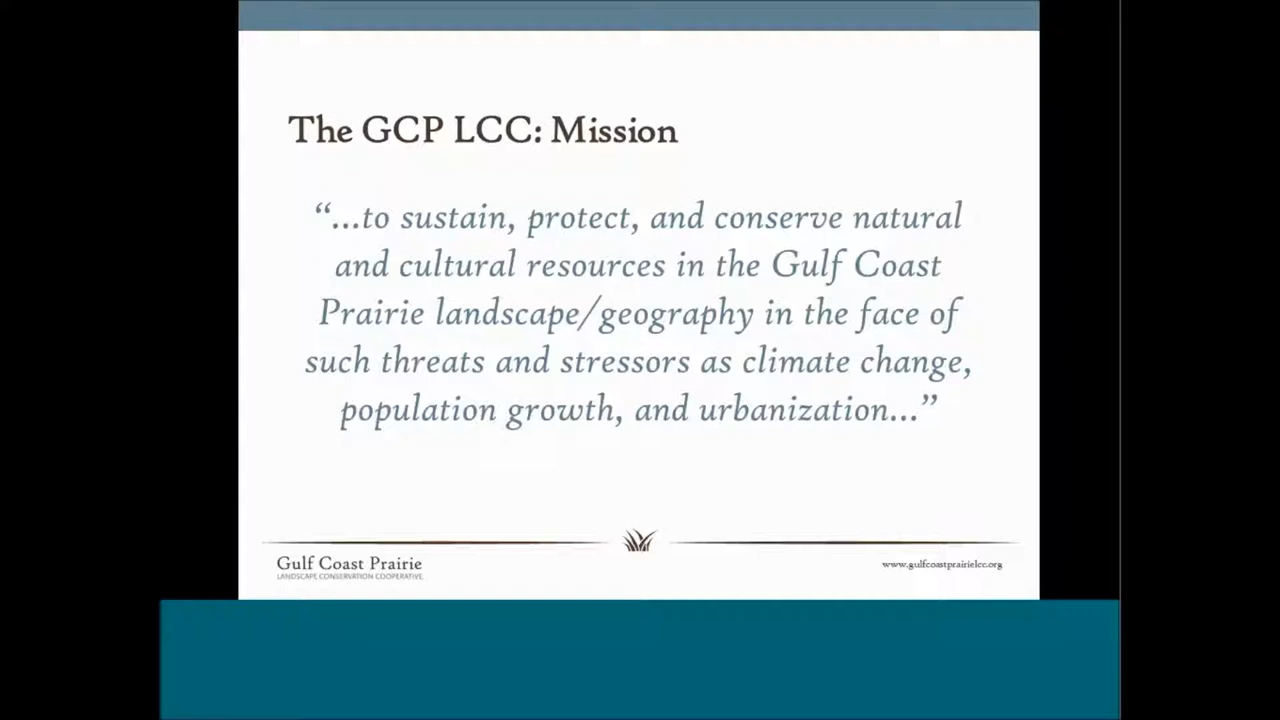 The GCP LCC: Mission
“...to sustain, protect, and conserve natural
and cultural resources in the Gulf Coast
Prairie landscape/geography in the face of
such threats and stressors as climate change,
population growth, and urbanization...”
Gulf Coast Prairie
LANDSCAPE CONSERVATION COOPERATIVE
www.gulfcoastprairielcc.org